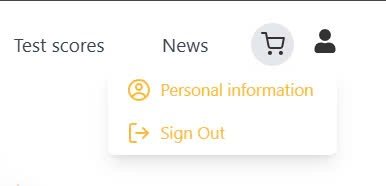 Test scores News
Personal information
Sign Out